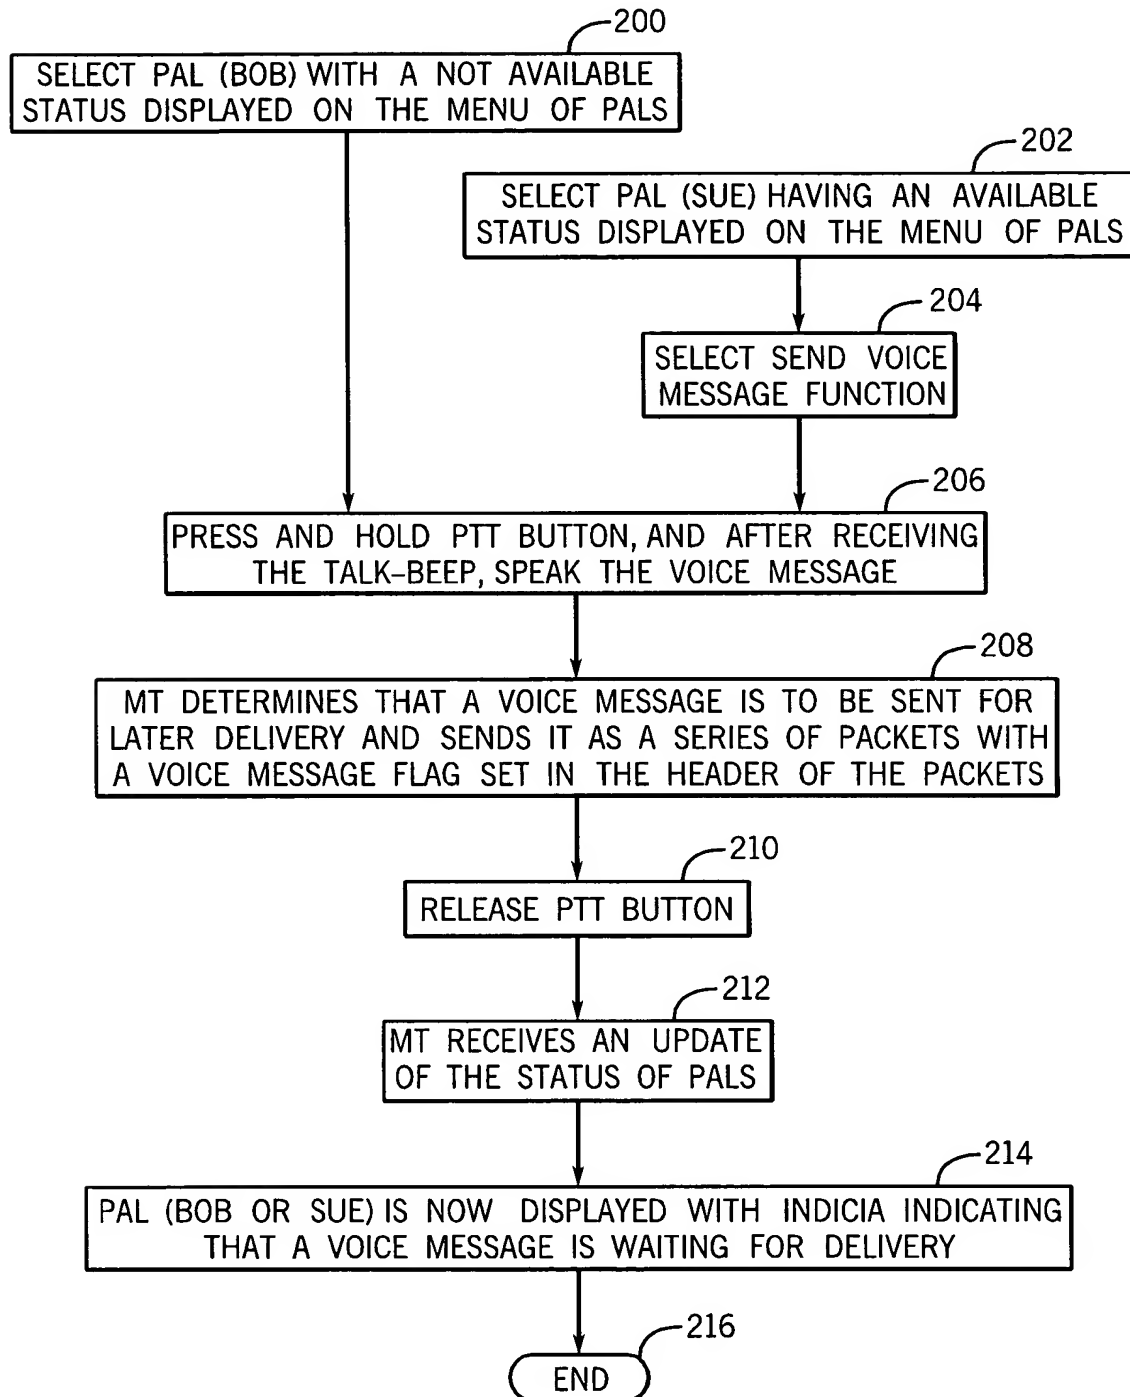 200
SELECT PAL (BOB) WITH A NOT AVAILABLE
STATUS DISPLAYED ON THE MENU OF PALS
202
SELECT PAL (SUE) HAVING AN AVAILABLE
STATUS DISPLAYED ON THE MENU OF PALS
204
SELECT SEND VOICE
MESSAGE FUNCTION
206
PRESS AND HOLD PTT BUTTON, AND AFTER RECEIVING
THE TALK-BEEP, SPEAK THE VOICE MESSAGE
208
MT DETERMINES THAT A VOICE MESSAGE IS TO BE SENT FOR
LATER DELIVERY AND SENDS IT AS A SERIES OF PACKETS WITH
A VOICE MESSAGE FLAG SET IN THE HEADER OF THE PACKETS
210
RELEASE PTT BUTTON
212
MT RECEIVES AN UPDATE
OF THE STATUS OF PALS
214
PAL (BOB OR SUE) IS NOW DISPLAYED WITH INDICIA INDICATING
THAT A VOICE MESSAGE IS WAITING FOR DELIVERY
216
END